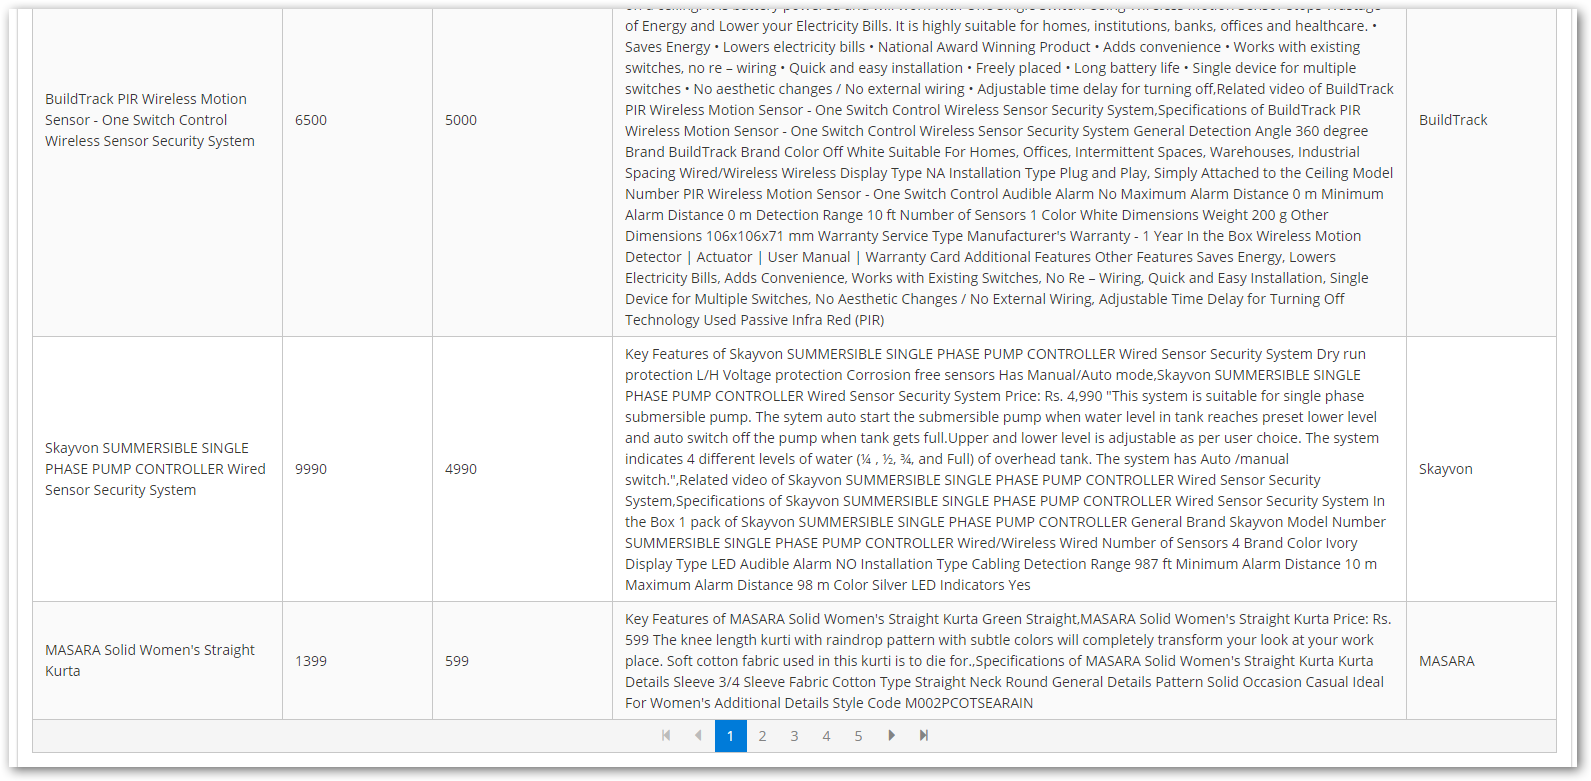 on a ceiling. It is battery powered and will work with One Single Switch. Using Wireless Motion Sensor Stops Wastage
of Energy and Lower your Electricity Bills. It is highly suitable for homes, institutions, banks, offices and healthcare. •
Saves Energy • Lowers electricity bills • National Award Winning Product • Adds convenience • Works with existing
switches, no re – wiring • Quick and easy installation • Freely placed • Long battery life • Single device for multiple
switches • No aesthetic changes / No external wiring • Adjustable time delay for turning off,Related video of BuildTrack
PIR Wireless Motion Sensor - One Switch Control Wireless Sensor Security System,Specifications of BuildTrack PIR
Wireless Motion Sensor - One Switch Control Wireless Sensor Security System General Detection Angle 360 degree
Brand BuildTrack Brand Color Off White Suitable For Homes, Offices, Intermittent Spaces, Warehouses, Industrial
Spacing Wired/Wireless Wireless Display Type NA Installation Type Plug and Play, Simply Attached to the Ceiling Model
Number PIR Wireless Motion Sensor - One Switch Control Audible Alarm No Maximum Alarm Distance 0 m Minimum
Alarm Distance 0 m Detection Range 10 ft Number of Sensors 1 Color White Dimensions Weight 200 g Other
Dimensions 106x106x71 mm Warranty Service Type Manufacturer's Warranty - 1 Year In the Box Wireless Motion
Detector | Actuator | User Manual | Warranty Card Additional Features Other Features Saves Energy, Lowers
Electricity Bills, Adds Convenience, Works with Existing Switches, No Re – Wiring, Quick and Easy Installation, Single
Device for Multiple Switches, No Aesthetic Changes / No External Wiring, Adjustable Time Delay for Turning Off
Technology Used Passive Infra Red (PIR)
BuildTrack PIR Wireless Motion
Sensor - One Switch Control
Wireless Sensor Security System
6500
5000
BuildTrack
Skayvon SUMMERSIBLE SINGLE
PHASE PUMP CONTROLLER Wired
Sensor Security System
9990
4990
Key Features of Skayvon SUMMERSIBLE SINGLE PHASE PUMP CONTROLLER Wired Sensor Security System Dry run
protection L/H Voltage protection Corrosion free sensors Has Manual/Auto mode,Skayvon SUMMERSIBLE SINGLE
PHASE PUMP CONTROLLER Wired Sensor Security System Price: Rs. 4,990 "This system is suitable for single phase
submersible pump. The sytem auto start the submersible pump when water level in tank reaches preset lower level
and auto switch off the pump when tank gets full.Upper and lower level is adjustable as per user choice. The system
indicates 4 different levels of water (¼ , ½, ¾, and Full) of overhead tank. The system has Auto /manual
switch.",Related video of Skayvon SUMMERSIBLE SINGLE PHASE PUMP CONTROLLER Wired Sensor Security
System,Specifications of Skayvon SUMMERSIBLE SINGLE PHASE PUMP CONTROLLER Wired Sensor Security System In
the Box 1 pack of Skayvon SUMMERSIBLE SINGLE PHASE PUMP CONTROLLER General Brand Skayvon Model Number
SUMMERSIBLE SINGLE PHASE PUMP CONTROLLER Wired/Wireless Wired Number of Sensors 4 Brand Color Ivory
Display Type LED Audible Alarm NO Installation Type Cabling Detection Range 987 ft Minimum Alarm Distance 10 m
Maximum Alarm Distance 98 m Color Silver LED Indicators Yes
Skayvon
MASARA Solid Women's Straight
Kurta
1399
599
Key Features of MASARA Solid Women's Straight Kurta Green Straight,MASARA Solid Women's Straight Kurta Price: Rs.
599 The knee length kurti with raindrop pattern with subtle colors will completely transform your look at your work
place. Soft cotton fabric used in this kurti is to die for.,Specifications of MASARA Solid Women's Straight Kurta Kurta
Details Sleeve 3/4 Sleeve Fabric Cotton Type Straight Neck Round General Details Pattern Solid Occasion Casual Ideal
For Women's Additional Details Style Code M002PCOTSEARAIN
MASARA
1 2 3 4 5